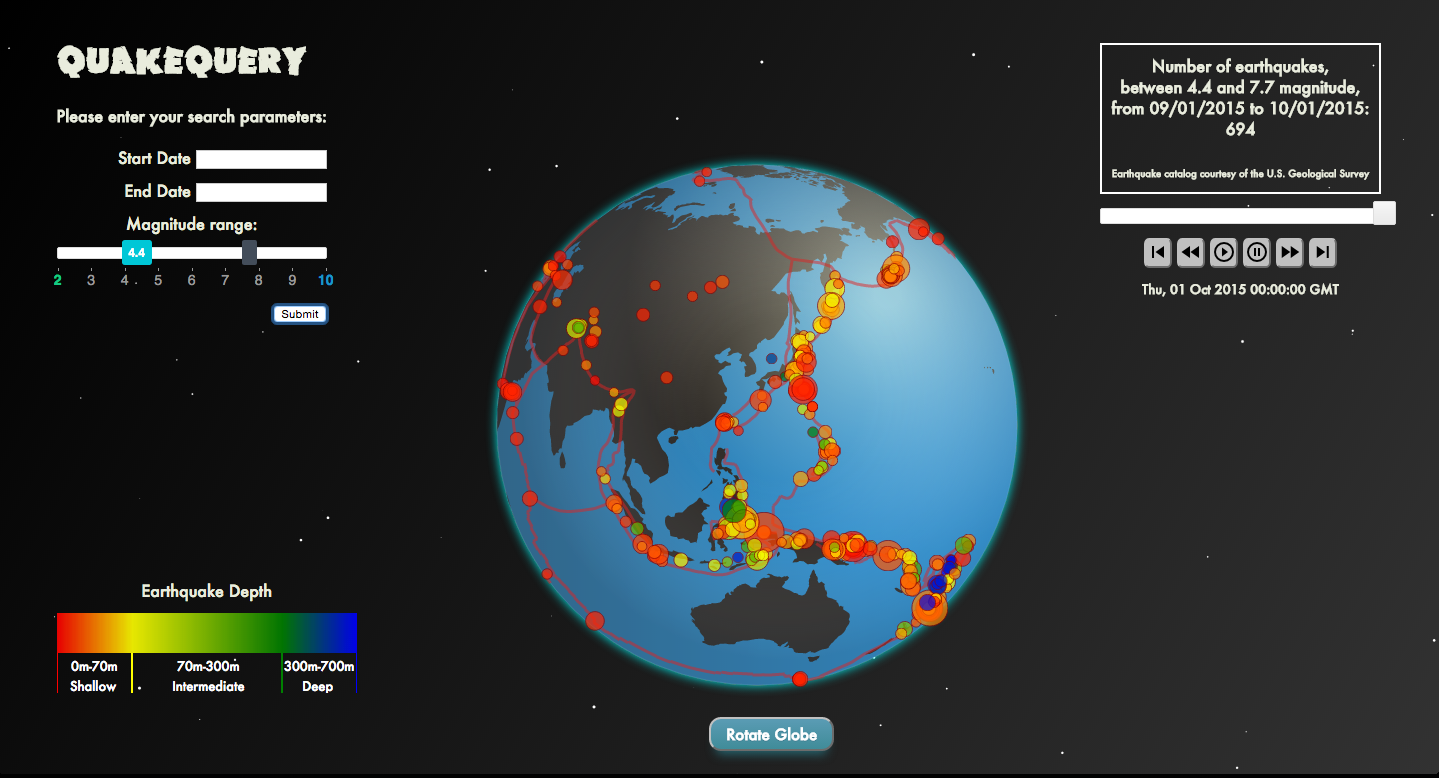 QUAKEQUERY
Please enter your search parameters:
Start Date
End Date
Magnitude range:
4.4
2 3 4 5 6 7 8 9 10
Submit
Earthquake Depth
0m-70m 70m-300m 300m-700m
Shallow Intermediate Deep
Rotate Globe
Number of earthquakes,
between 4.4 and 7.7 magnitude,
from 09/01/2015 to 10/01/2015:
694
Earthquake catalog courtesy of the U.S. Geological Survey
Thu, 01 Oct 2015 00:00:00 GMT